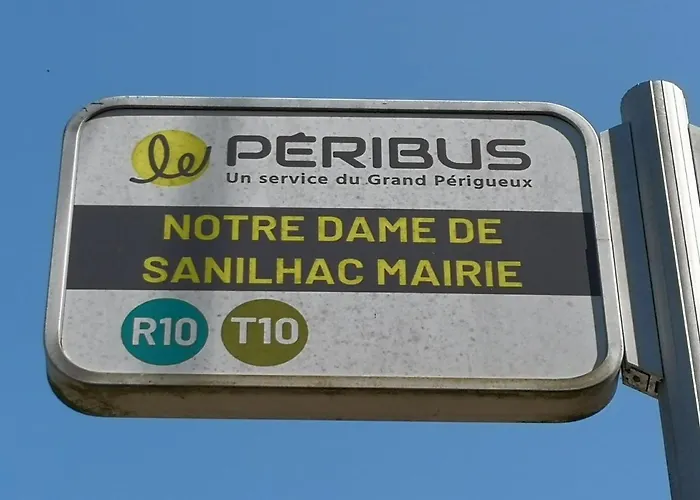 le PÉRIBUS
Un service du Grand Périgueux
NOTRE DAME DE
SANILHAC MAIRIE
R10 T10